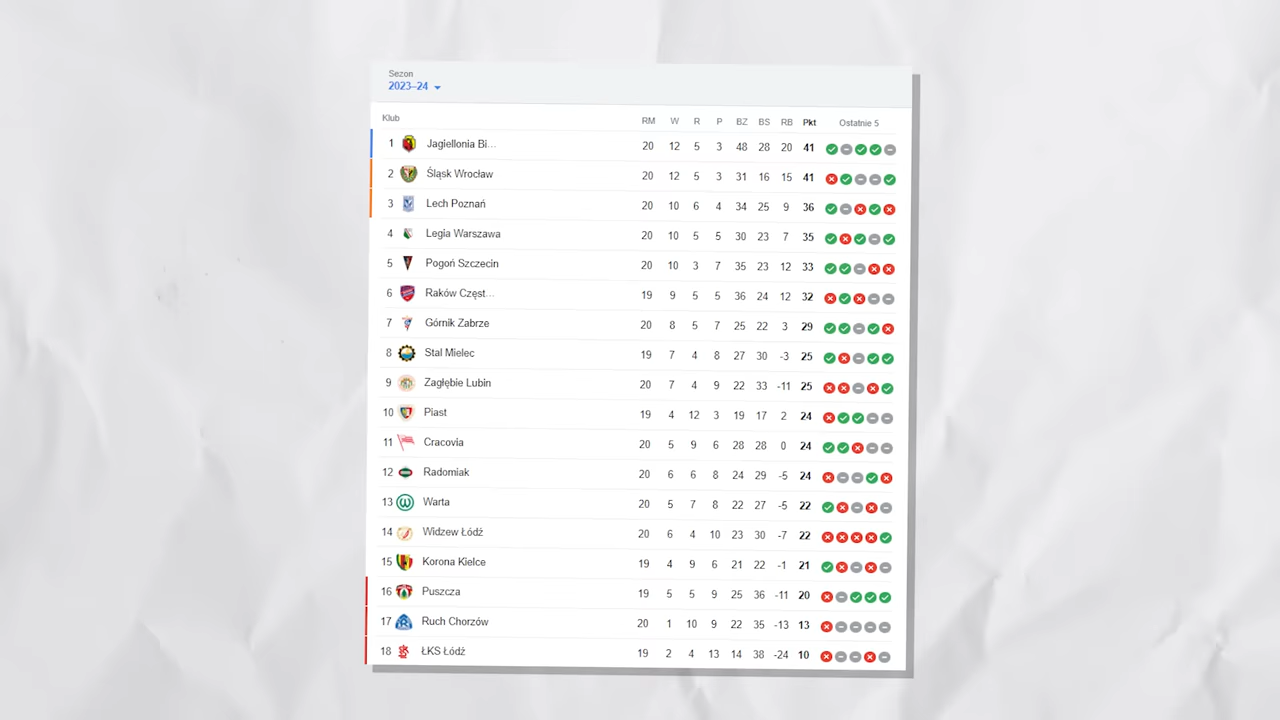 Sezon
2023–24
Klub RM W R P BZ BS RB Pkt Ostatnie 5
1 Jagiellonia Bi... 20 12 5 3 48 28 20 41
2 Śląsk Wrocław 20 12 5 3 31 16 15 41
3 Lech Poznań 20 10 6 4 34 25 9 36
4 Legia Warszawa 20 10 5 5 30 23 7 35
5 Pogoń Szczecin 20 10 3 7 35 23 12 33
6 Raków Częst... 19 9 5 5 36 24 12 32
7 Górnik Zabrze 20 8 5 7 25 22 3 29
8 Stal Mielec 19 7 4 8 27 30 -3 25
9 Zagłębie Lubin 20 7 4 9 22 33 -11 25
10 Piast 19 4 12 3 19 17 2 24
11 Cracovia 20 5 9 6 28 28 0 24
12 Radomiak 20 6 6 8 24 29 -5 24
13 Warta 20 5 7 8 22 27 -5 22
14 Widzew Łódź 20 6 4 10 23 30 -7 22
15 Korona Kielce 19 4 9 6 21 22 -1 21
16 Puszcza 19 5 5 9 25 36 -11 20
17 Ruch Chorzów 20 1 10 9 22 35 -13 13
18 ŁKS Łódź 19 2 4 13 14 38 -24 10